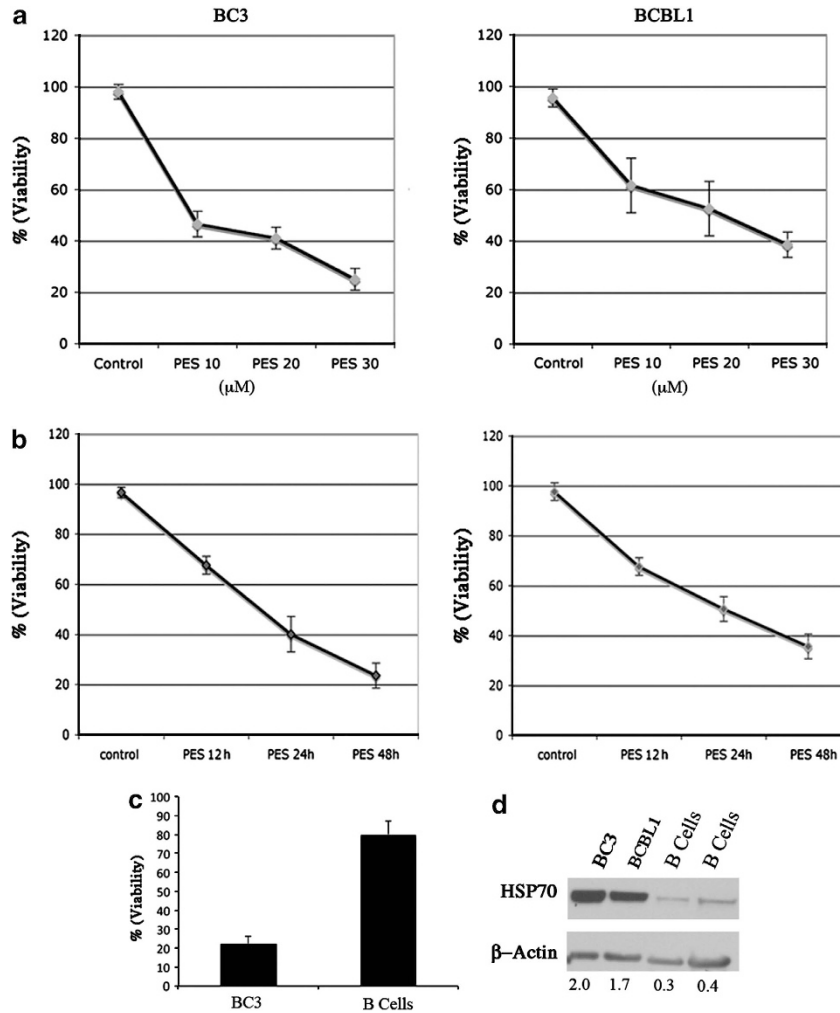 a
BC3
BCBL1
120
100
80
60
40
20
0
% (Viability)
Control PES 10 PES 20 PES 30
(μM)
120
100
80
60
40
20
0
% (Viability)
Control PES 10 PES 20 PES 30
(μM)
b
120
100
80
60
40
20
0
% (Viability)
control PES 12h PES 24h PES 48h
120
100
80
60
40
20
0
% (Viability)
control PES 12h PES 24h PES 48h
c
100
90
80
70
60
50
40
30
20
10
0
% (Viability)
BC3 B Cells
d
BC3 BCBL1 B Cells B Cells
HSP70
β–Actin
2.0 1.7 0.3 0.4